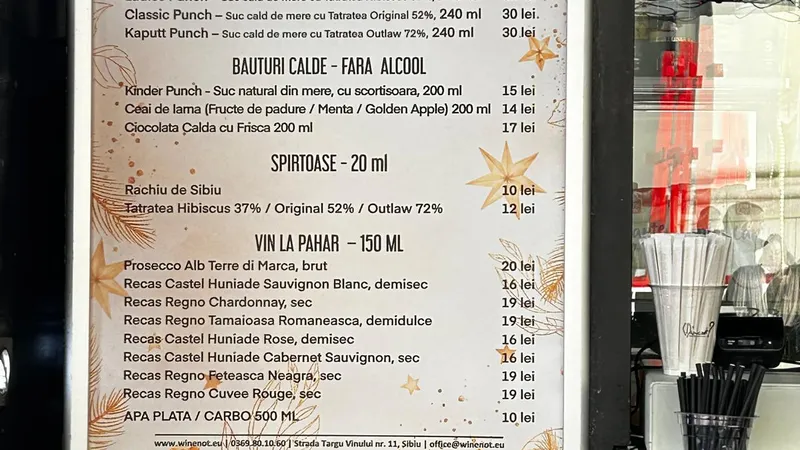 Classic Punch – Suc cald de mere cu Tatratea Original 52%, 240 ml 30 lei.
Kaputt Punch – Suc cald de mere cu Tatratea Outlaw 72%, 240 ml 30 lei
BAUTURI CALDE - FARA ALCOOL
Kinder Punch - Suc natural din mere, cu scortisoara, 200 ml 15 lei
Ceai de Iarna (Fructe de padure / Menta / Golden Apple) 200 ml 14 lei
Ciocolata Calda cu Frisca 200 ml 17 lei
SPIRTOASE - 20 ml
Rachiu de Sibiu 10 lei
Tatratea Hibiscus 37% / Original 52% / Outlaw 72% 12 lei
VIN LA PAHAR – 150 ML
Prosecco Alb Terre di Marca, brut 20 lei
Recas Castel Huniade Sauvignon Blanc, demisec 16 lei
Recas Regno Chardonnay, sec 19 lei
Recas Regno Tamaioasa Romaneasca, demidulce 19 lei
Recas Castel Huniade Rose, demisec 16 lei
Recas Castel Huniade Cabernet Sauvignon, sec 16 lei
Recas Regno Feteasca Neagra, sec 19 lei
Recas Regno Cuvee Rouge, sec 19 lei
APA PLATA / CARBO 500 ML 10 lei
www.winenot.eu | 0369.80.10.60 | Strada Targu Vinului nr. 11, Sibiu | office@winenot.eu